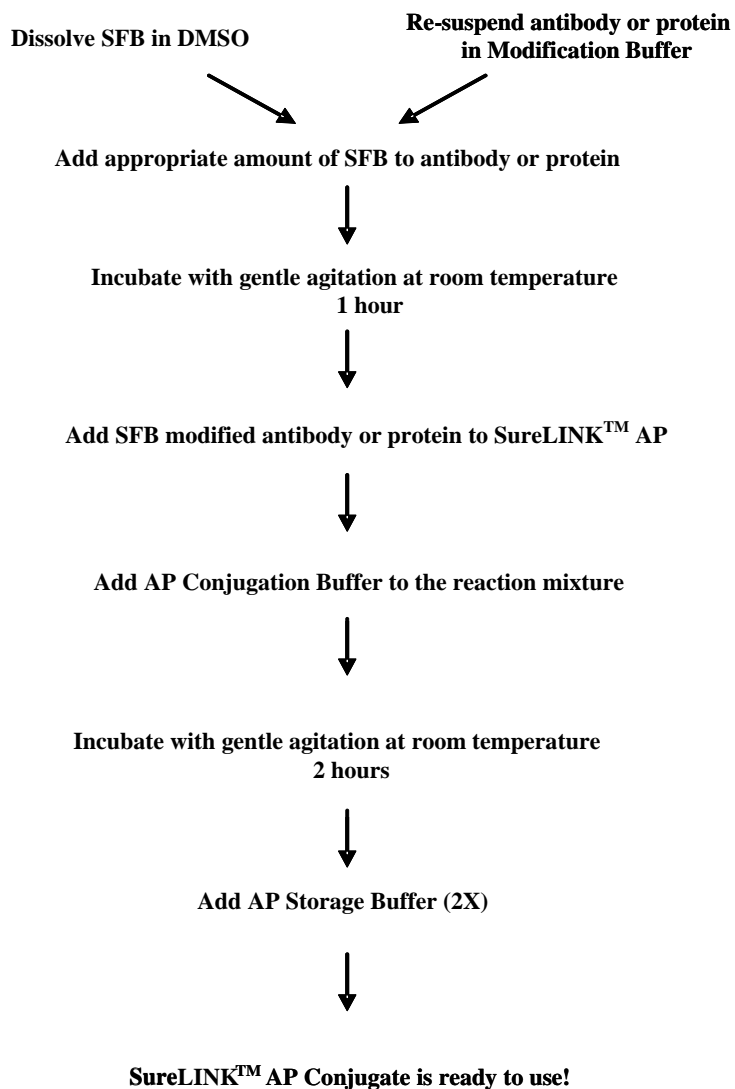 Dissolve SFB in DMSO
Re-suspend antibody or protein
in Modification Buffer
Add appropriate amount of SFB to antibody or protein
Incubate with gentle agitation at room temperature
1 hour
Add SFB modified antibody or protein to SureLINK™ AP
Add AP Conjugation Buffer to the reaction mixture
Incubate with gentle agitation at room temperature
2 hours
Add AP Storage Buffer (2X)
SureLINK™ AP Conjugate is ready to use!